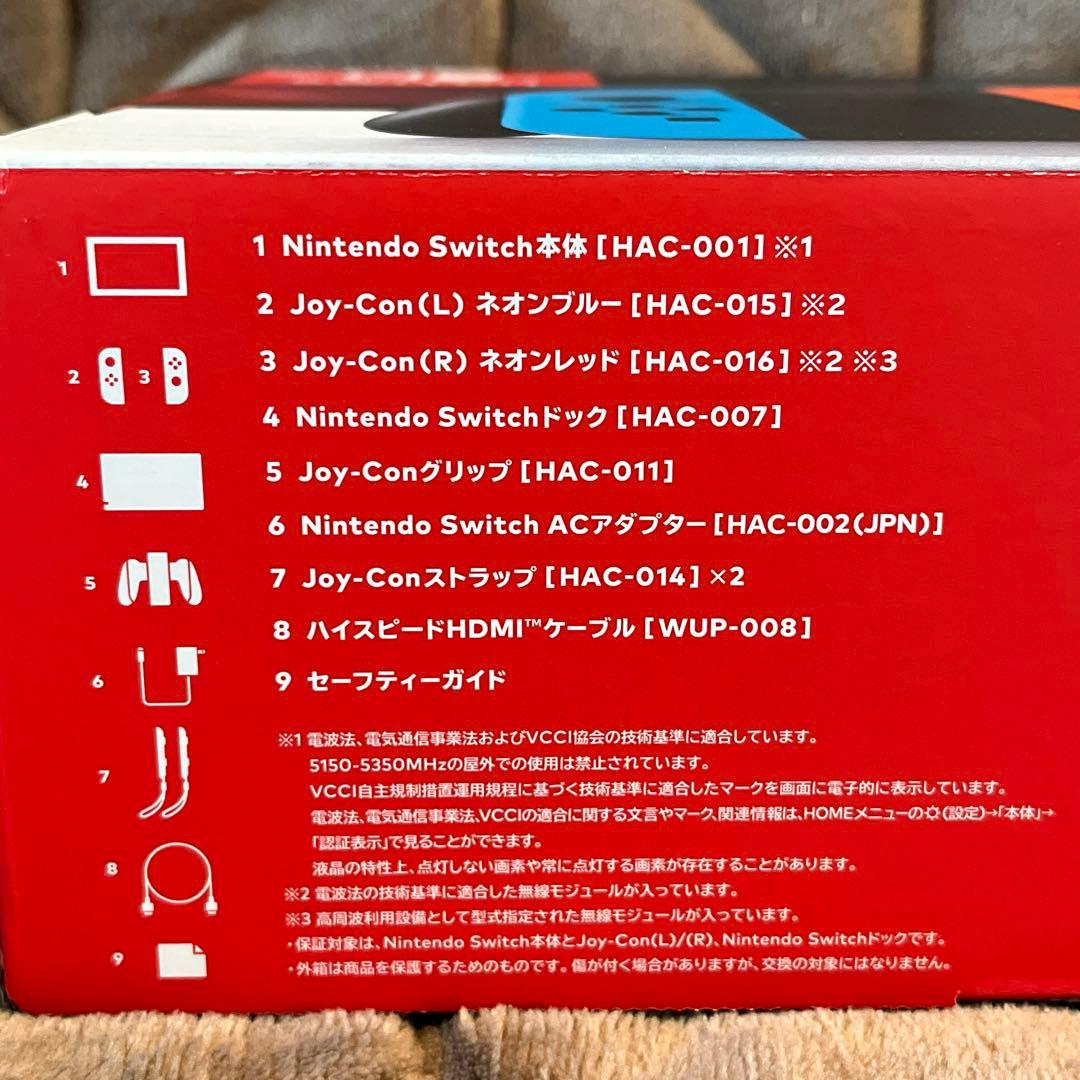 1 Nintendo Switch本体 [HAC-001] ※1
2 Joy-Con(L) ネオンブルー [HAC-015] ※2
3 Joy-Con(R) ネオンレッド [HAC-016] ※2 ※3
4 Nintendo Switchドック [HAC-007]
5 Joy-Conグリップ [HAC-011]
6 Nintendo Switch ACアダプター [HAC-002(JPN)]
7 Joy-Conストラップ [HAC-014] ×2
8 ハイスピードHDMI™ケーブル [WUP-008]
9 セーフティーガイド
1
2
3
4
5
6
7
8
9
※1 電波法、電気通信事業法およびVCCI協会の技術基準に適合しています。
5150-5350MHzの屋外での使用は禁止されています。
VCCI自主規制措置運用規程に基づく技術基準に適合したマークを画面に電子的に表示しています。
電波法、電気通信事業法、VCCIの適合に関する文言やマーク、関連情報は、HOMEメニューの(設定)→「本体」→
「認証表示」で見ることができます。
液晶の特性上、点灯しない画素や常に点灯する画素が存在することがあります。
※2 電波法の技術基準に適合した無線モジュールが入っています。
※3 高周波利用設備として型式指定された無線モジュールが入っています。
・保証対象は、Nintendo Switch本体とJoy-Con(L)/(R)、Nintendo Switchドックです。
・外箱は商品を保護するためのものです。傷が付く場合がありますが、交換の対象にはなりません。